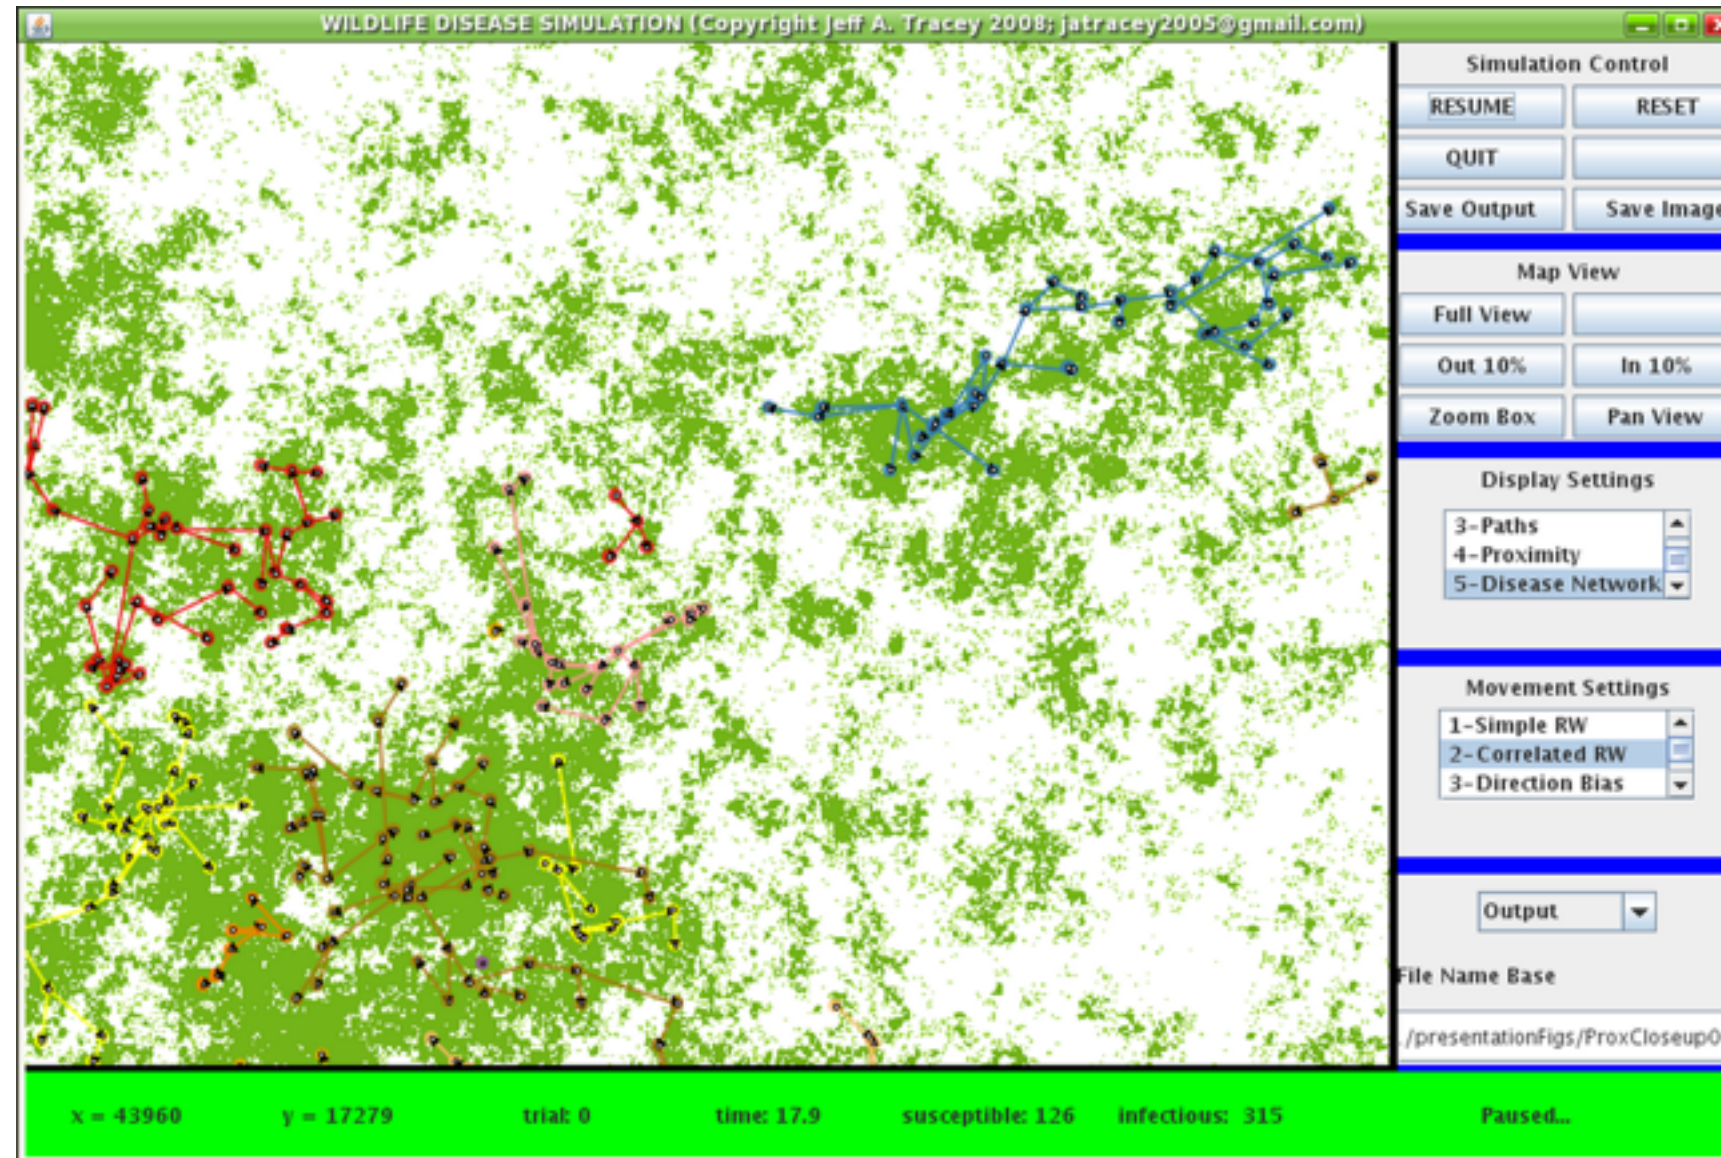 WILDLIFE DISEASE SIMULATION (Copyright Jeff A. Tracey 2008; jatracey2005@gmail.com)
Simulation Control
RESUME RESET
QUIT
Save Output Save Image
Map View
Full View
Out 10% In 10%
Zoom Box Pan View
Display Settings
3-Paths
4-Proximity
5-Disease Network
Movement Settings
1-Simple RW
2-Correlated RW
3-Direction Bias
Output
File Name Base
./presentationFigs/ProxCloseup0
x = 43960 y = 17279 trial: 0 time: 17.9 susceptible: 126 infectious: 315 Paused...